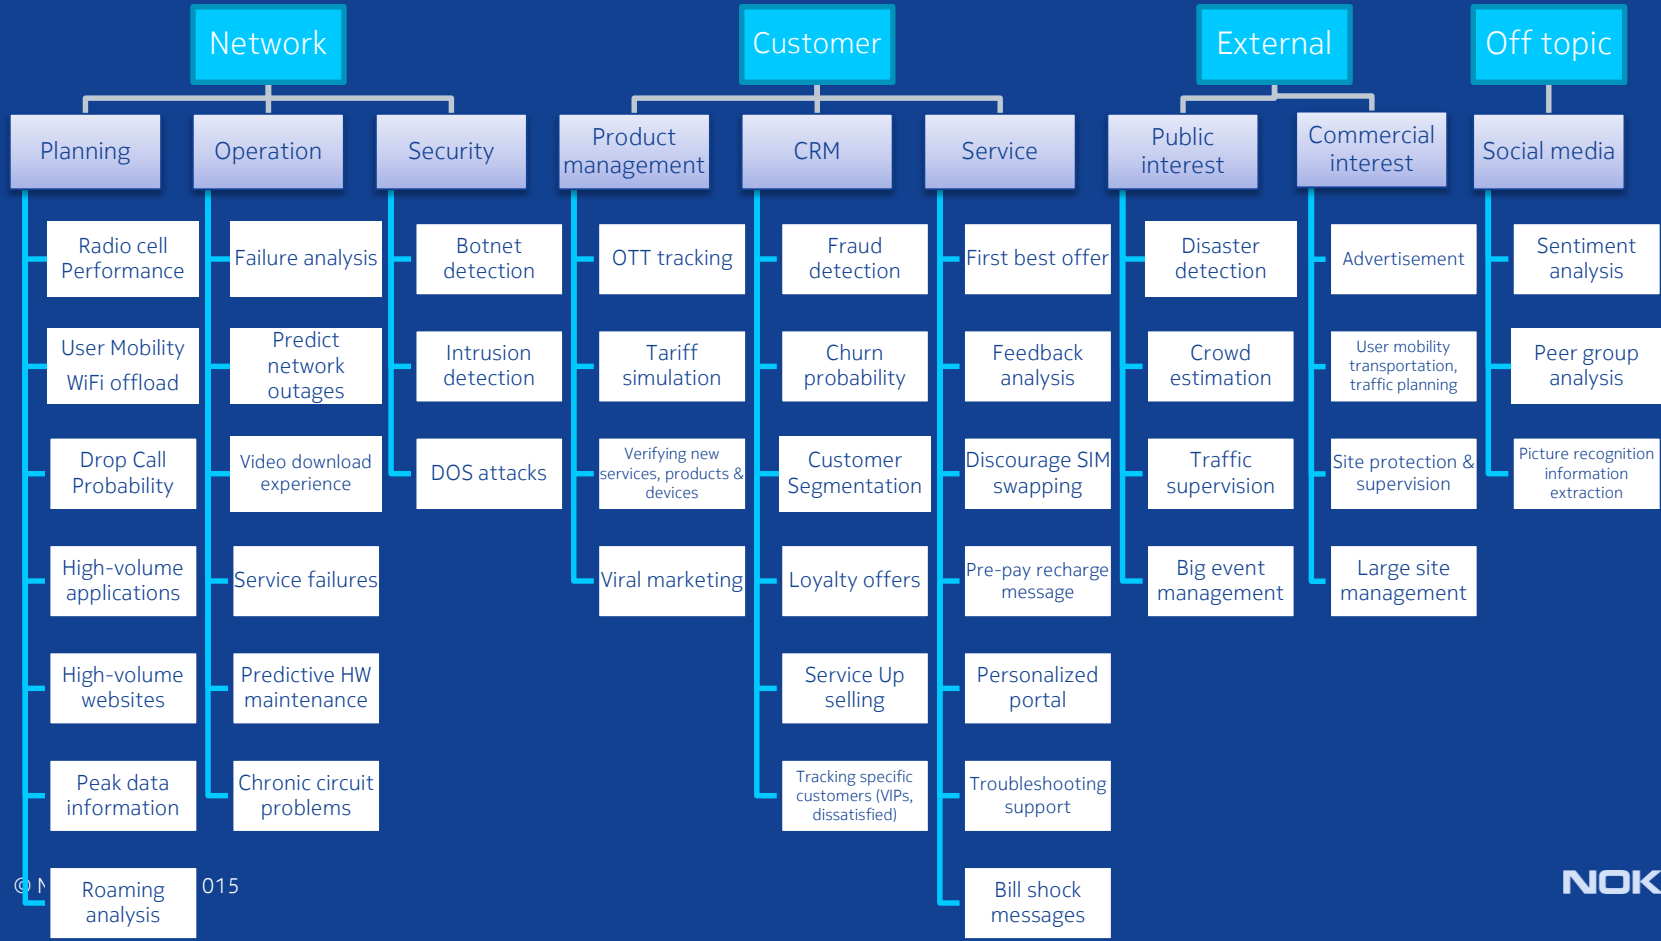 Network
Customer
External
Off topic
Planning
Operation
Security
Product
management
CRM
Service
Public
interest
Commercial
interest
Social media
Radio cell
Performance
User Mobility
WiFi offload
Drop Call
Probability
High-volume
applications
High-volume
websites
Peak data
information
Roaming
analysis
Failure analysis
Predict
network
outages
Video download
experience
Service failures
Predictive HW
maintenance
Chronic circuit
problems
Botnet
detection
Intrusion
detection
DOS attacks
OTT tracking
Tariff
simulation
Verifying new
services, products &
devices
Viral marketing
Fraud
detection
Churn
probability
Customer
Segmentation
Loyalty offers
Service Up
selling
Tracking specific
customers (VIPs,
dissatisfied)
First best offer
Feedback
analysis
Discourage SIM
swapping
Pre-pay recharge
message
Personalized
portal
Troubleshooting
support
Bill shock
messages
Disaster
detection
Crowd
estimation
Traffic
supervision
Big event
management
Advertisement
User mobility
transportation,
traffic planning
Site protection &
supervision
Large site
management
Sentiment
analysis
Peer group
analysis
Picture recognition
information
extraction
© N 015
NOK